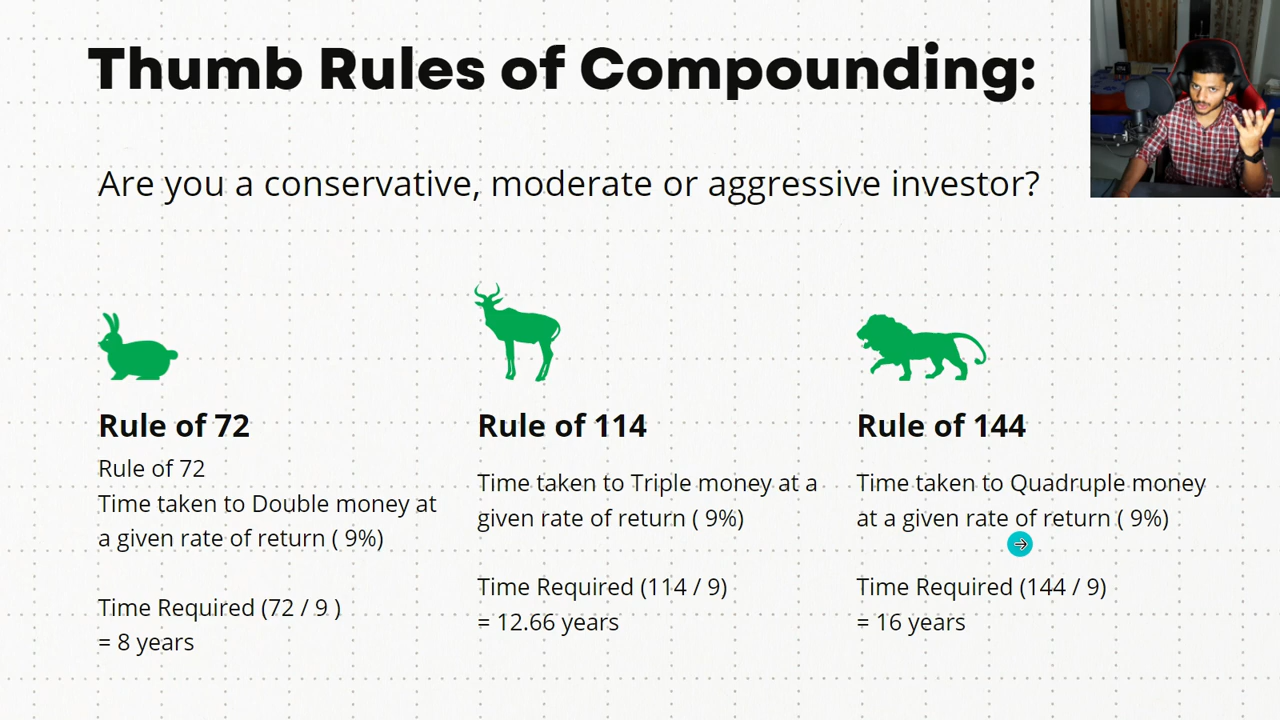 Thumb Rules of Compounding:
Are you a conservative, moderate or aggressive investor?
Rule of 72
Rule of 72
Time taken to Double money at
a given rate of return ( 9%)
Time Required (72 / 9 )
= 8 years
Rule of 114
Time taken to Triple money at a
given rate of return ( 9%)
Time Required (114 / 9)
= 12.66 years
Rule of 144
Time taken to Quadruple money
at a given rate of return ( 9%)
Time Required (144 / 9)
= 16 years